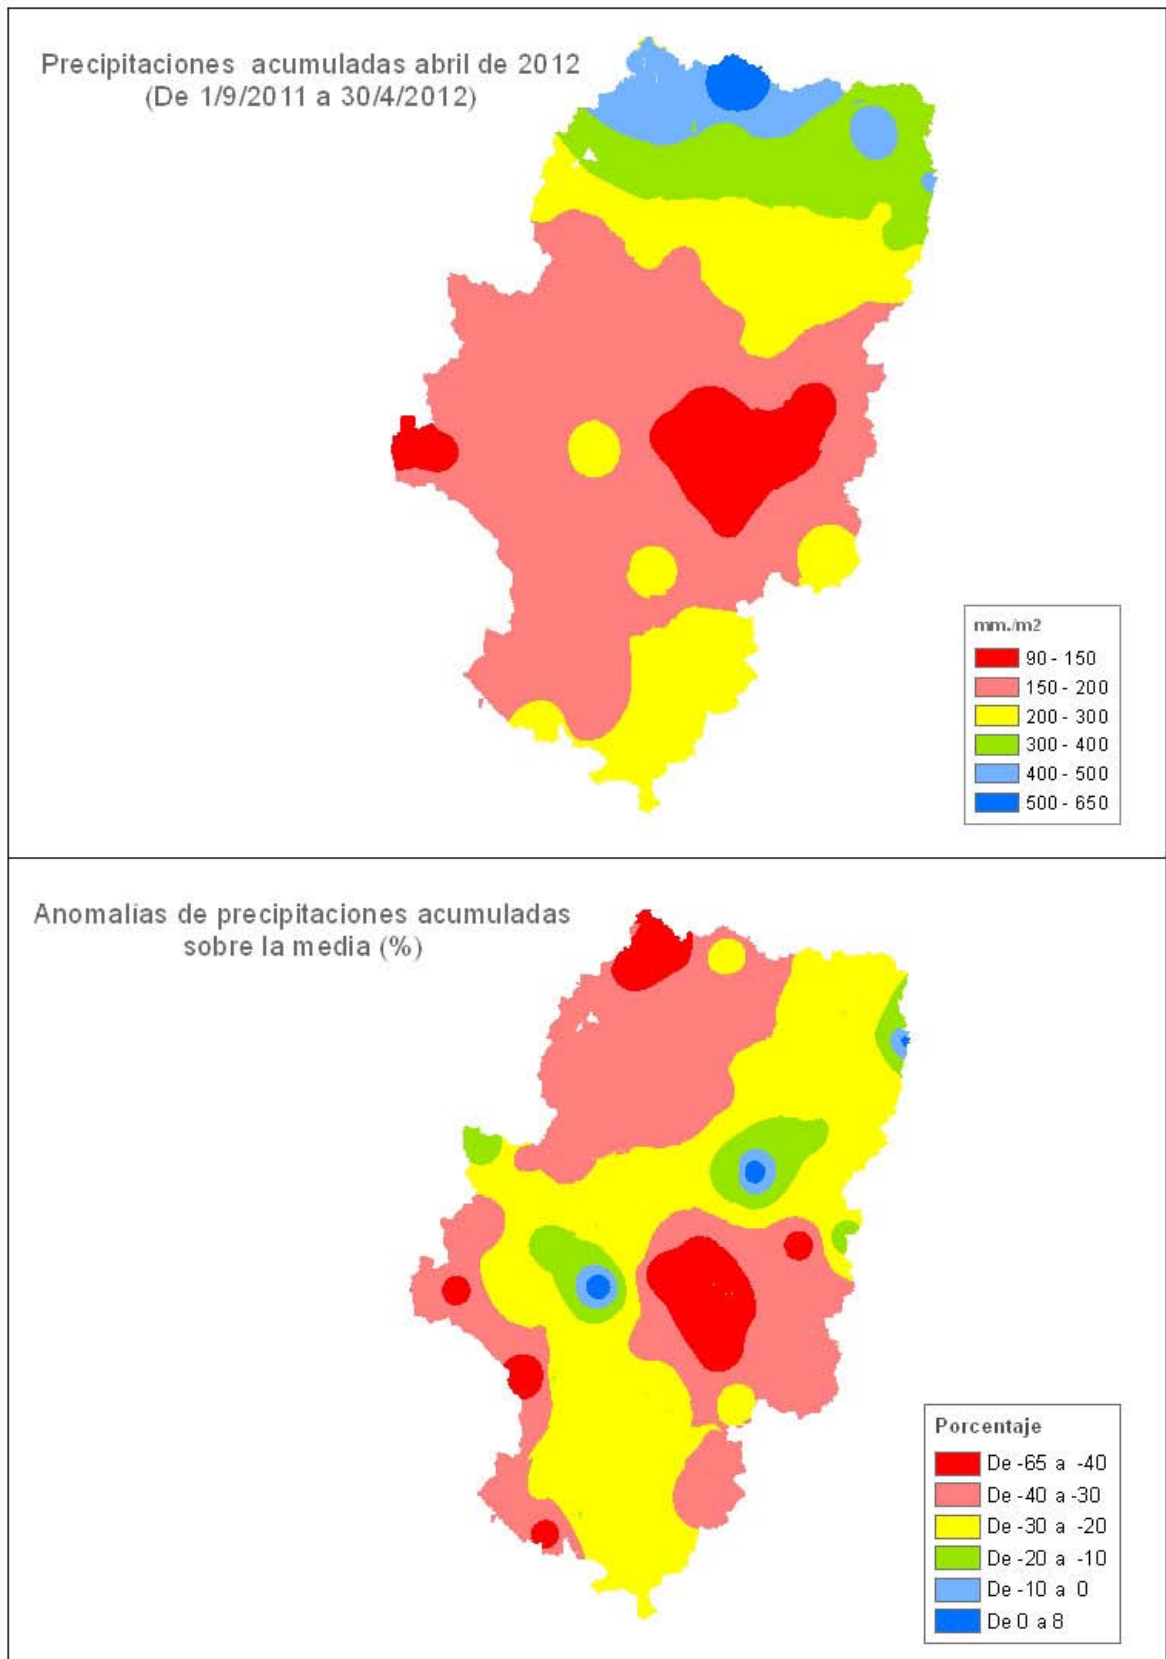 Precipitaciones acumuladas abril de 2012
(De 1/9/2011 a 30/4/2012)
mm./m2
90 - 150
150 - 200
200 - 300
300 - 400
400 - 500
500 - 650
Anomalías de precipitaciones acumuladas
sobre la media (%)
Porcentaje
De -65 a -40
De -40 a -30
De -30 a -20
De -20 a -10
De -10 a 0
De 0 a 8